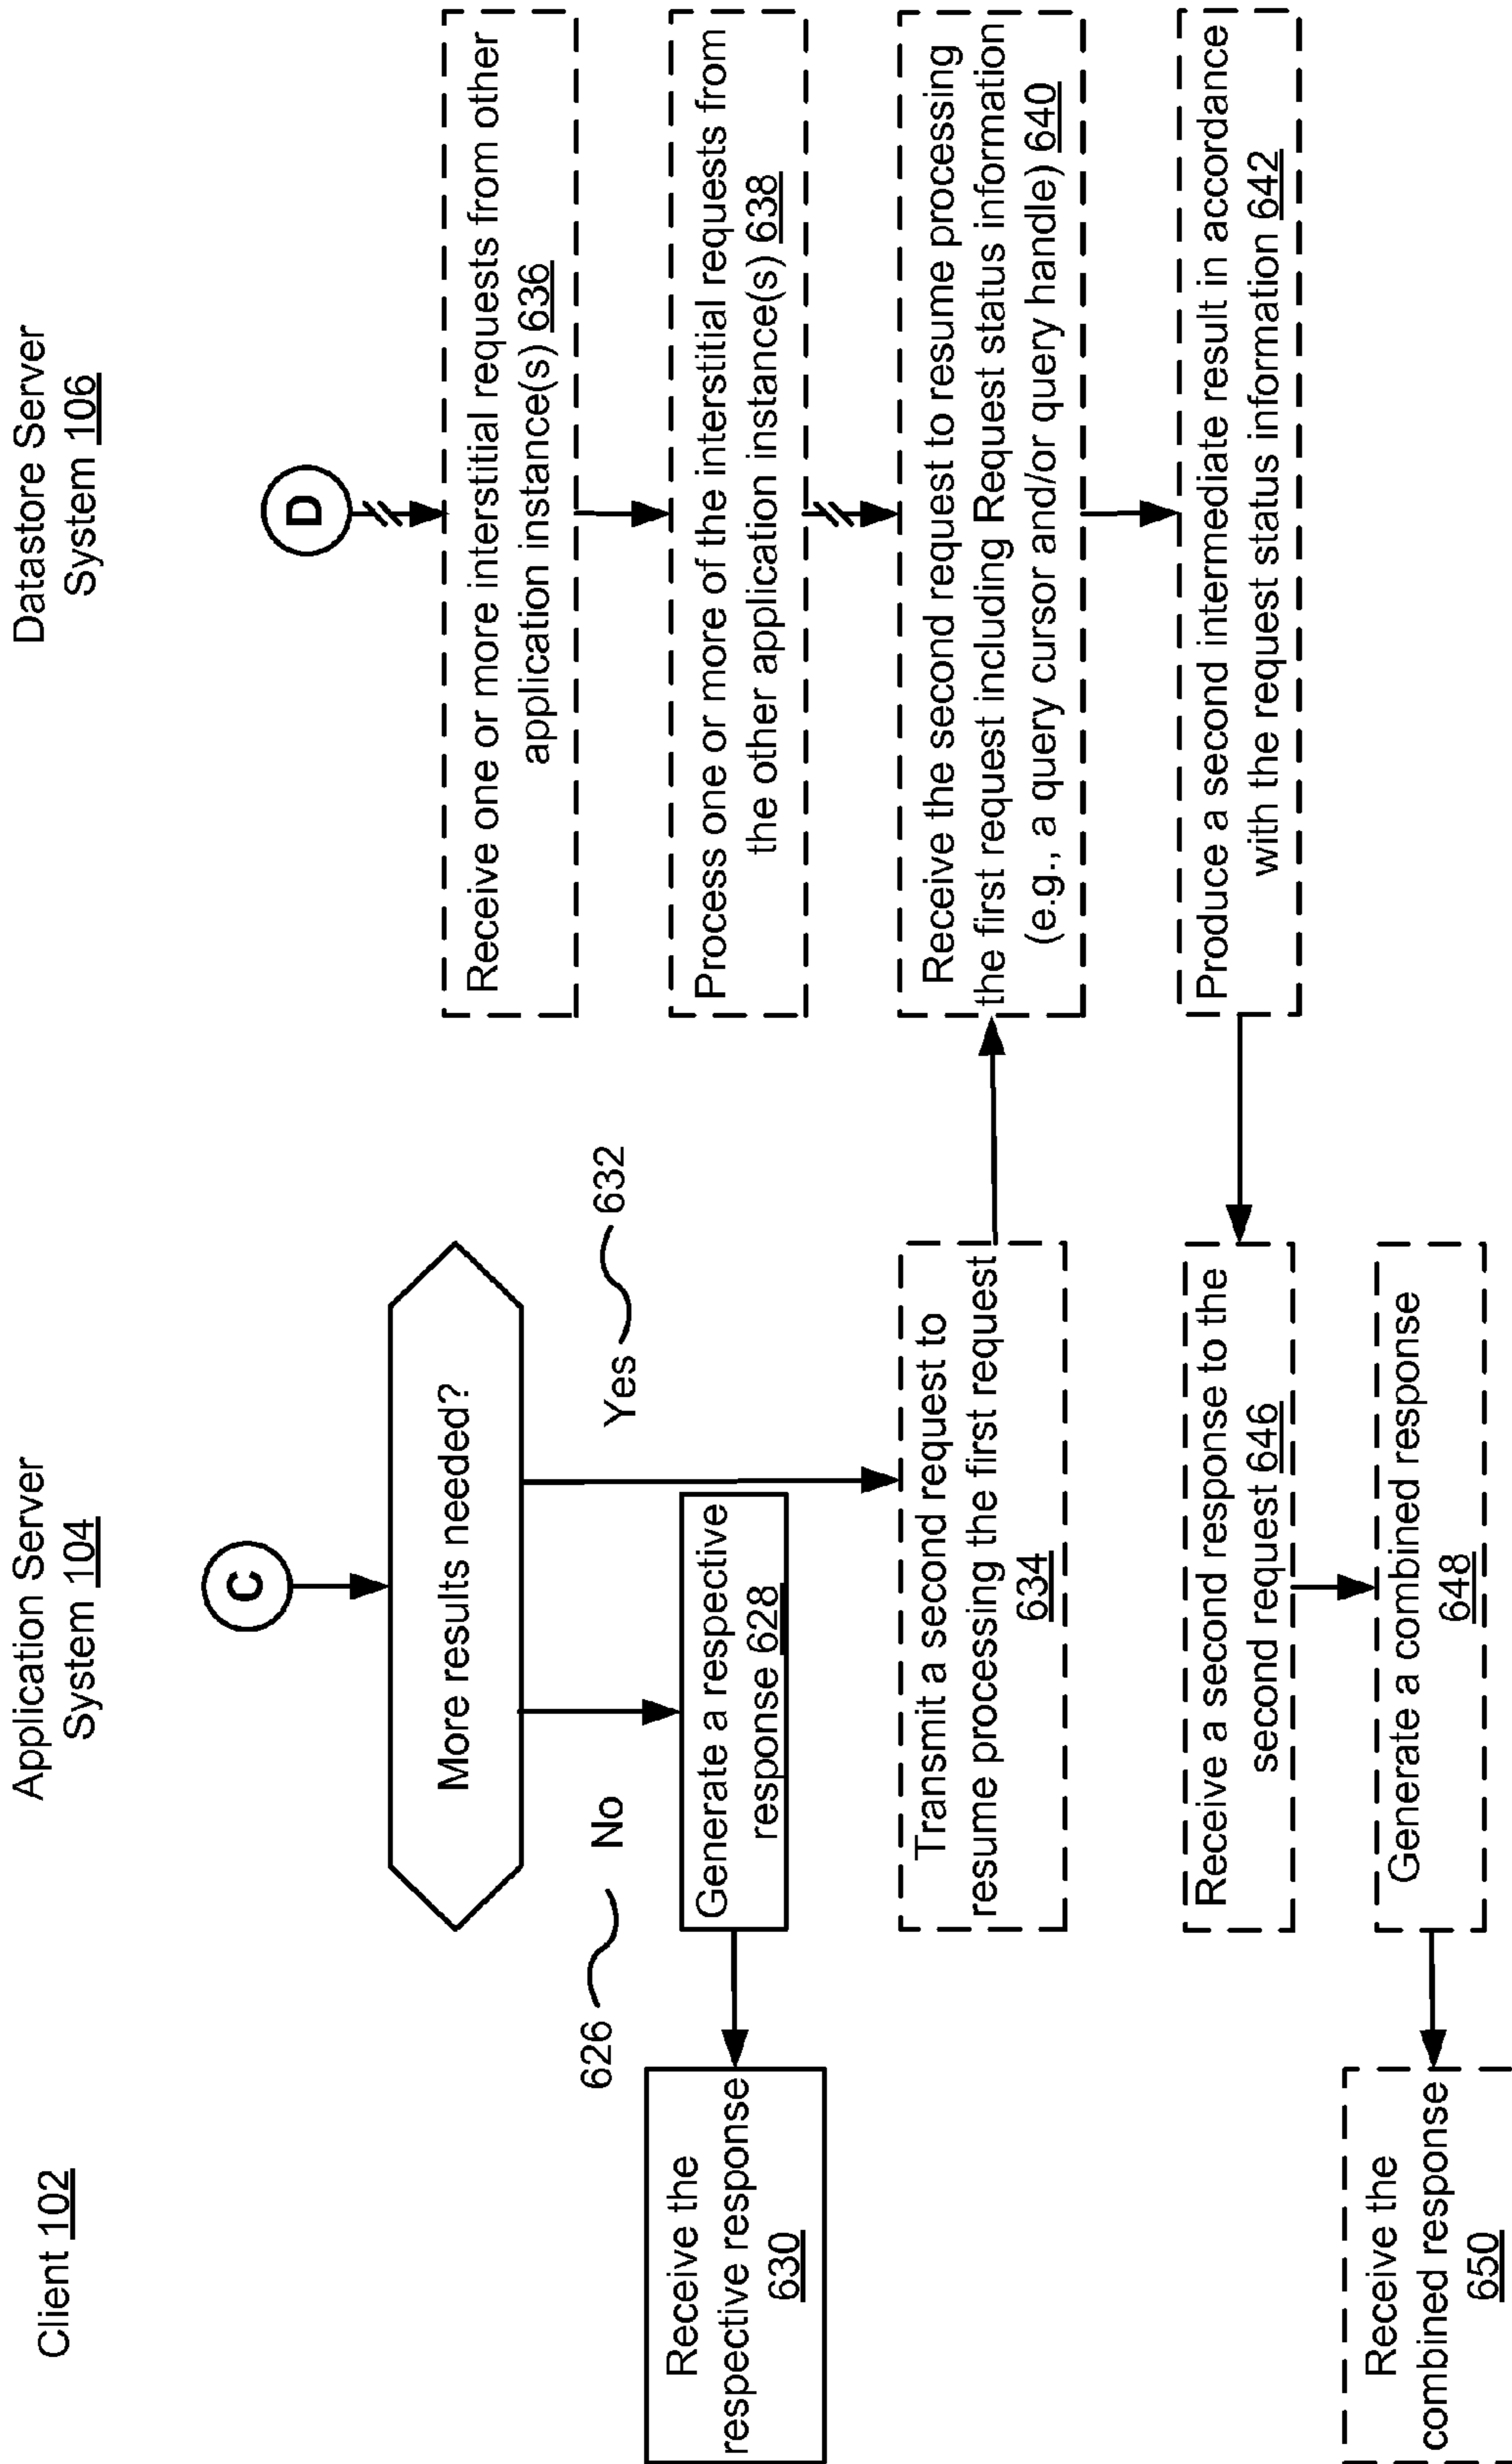 Client 102
Application Server
System 104
Datastore Server
System 106
C
D
More results needed?
626
No
Yes
632
Generate a respective
response 628
Receive the
respective response
630
Transmit a second request to
resume processing the first request
634
Receive one or more interstitial requests from other
application instance(s) 636
Process one or more of the interstitial requests from
the other application instance(s) 638
Receive the second request to resume processing
the first request including Request status information
(e.g., a query cursor and/or query handle) 640
Produce a second intermediate result in accordance
with the request status information 642
Receive a second response to the
second request 646
Generate a combined response
648
Receive the
combined response
650